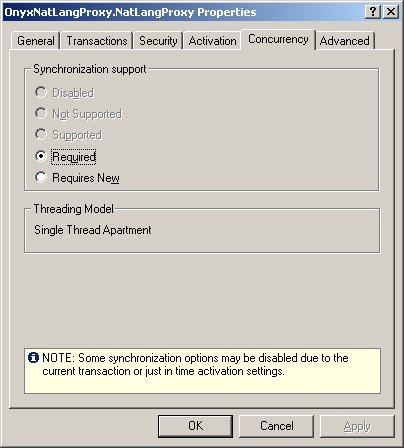 OnyxNatLangProxy.NatLangProxy Properties
General Transactions Security Activation Concurrency Advanced
Synchronization support
Disabled
Not Supported
Supported
Required
Requires New
Threading Model
Single Thread Apartment
NOTE: Some synchronization options may be disabled due to the
current transaction or just in time activation settings.
OK Cancel Apply